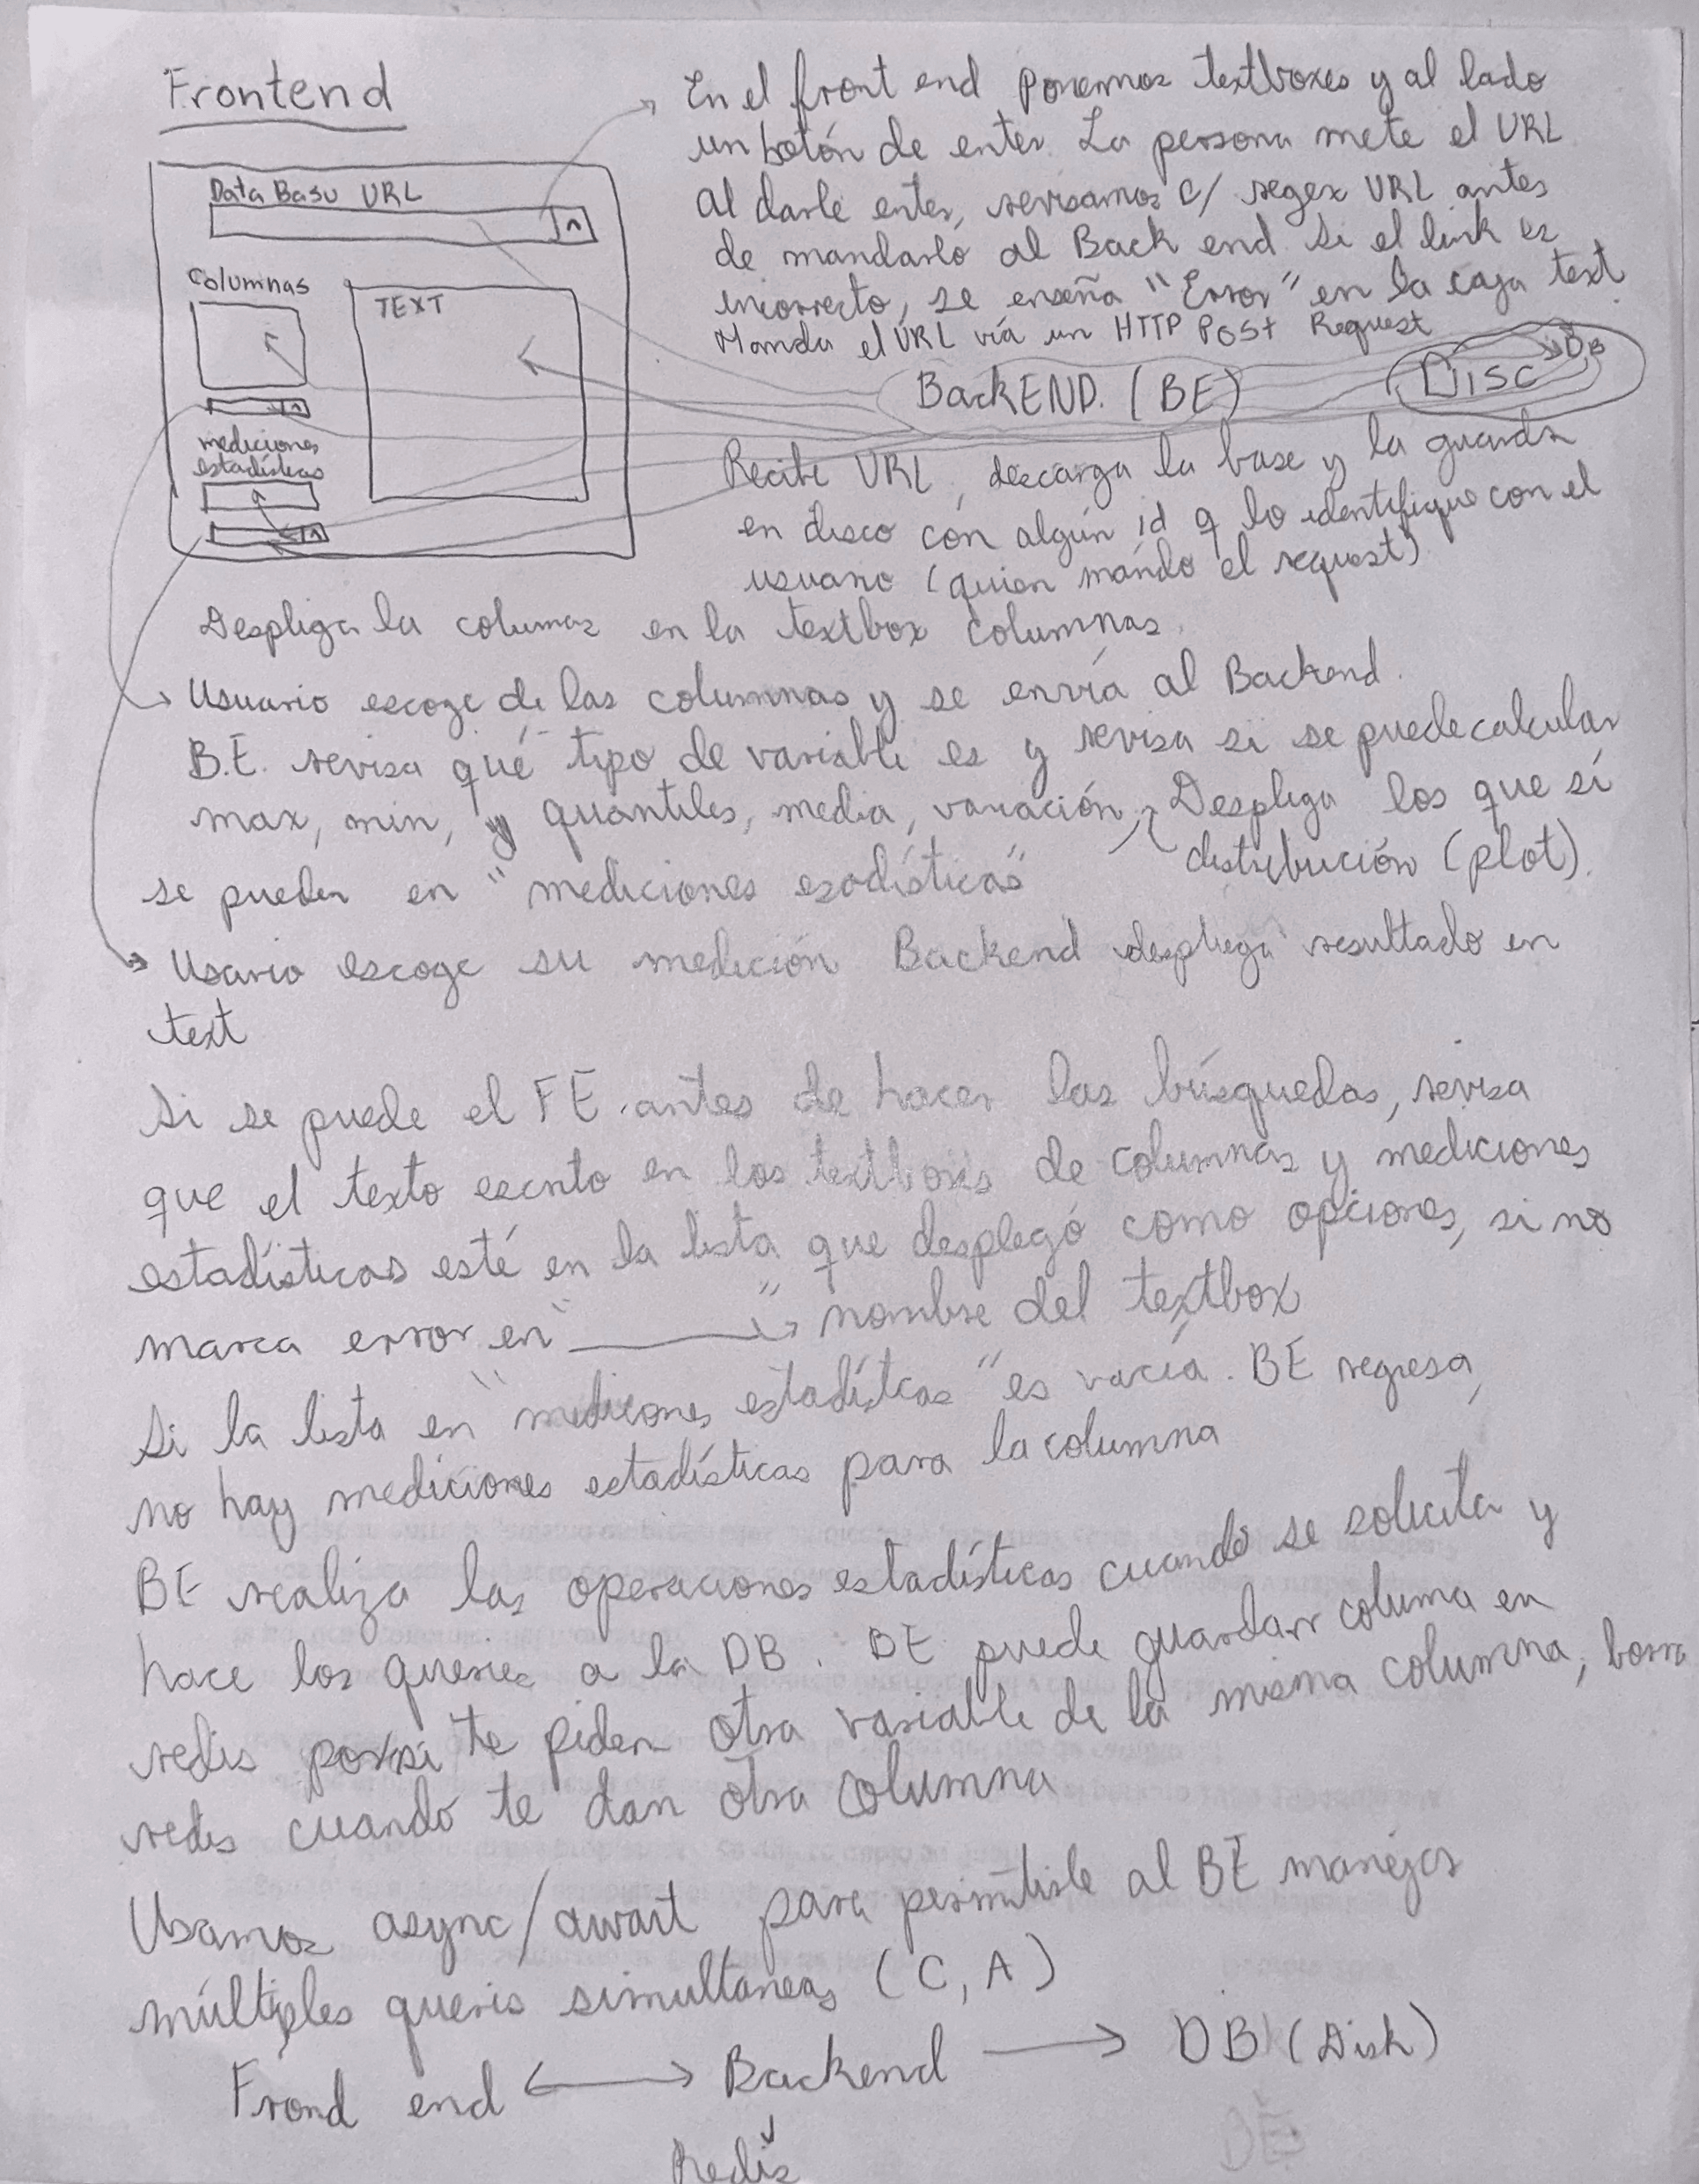 Frontend
Data Base URL
^
Columnas
TEXT
^
mediciones
estadísticas
^
En el front end ponermos textboxes y al lado
un botón de enter. La persona mete el URL
Al darle enter, revisamos c/ regex URL antes
de mandarlo al Back end. Si el link es
incorrecto, se enseña "Error" en la caja text
Manda el URL vía un HTTP POST Request
BackEND. (BE)
DISC
DB
Recibe URL, descarga la base y la guarda
en disco con algún id q lo identifique con el
usuario (quien mandó el request)
Despliga la columas en la textbox columnas.
Usuario escoge de las columnas y se envía al Backend.
B.E. revisa qué tipo de variable es y revisa si se puede calcular
max, min, y quantiles, media, variación, Despliga los que sí
distribución (plot).
se pueden en "mediciones esadísticas"
Usario escoge su medición Backend despliega resultado en
text
Si se puede el FE antes de hacer las búsquedas, revisa
que el texto escrito en los textboxes de columnas y mediciones
estadísticas esté en la lista que desplegó como opciones, si no
marca error en "______" nombre del textbox
Si la lista en "mediciones estadístcas" es vacía. BE regresa,
no hay mediciones estadísticas para la columna
BE realiza las operaciones estadísticas cuando se solicita y
hace los queries a la DB. BE puede guardar columa en
redis por si te piden otra variable de la misma columna, borra
redis cuando te dan otra columna
Usamos async/await para permitirle al BE manejar
múltiples queris simultáneas (C, A)
Frond end ⟷ Backend ⟶ DB (Disk)
Redis
BE